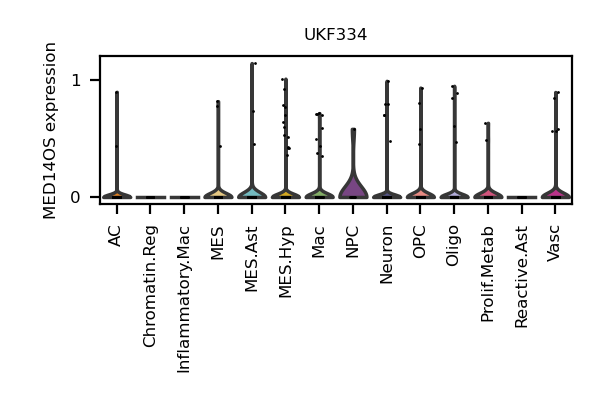 UKF334
MED14OS expression
1
0
AC
Chromatin.Reg
Inflammatory.Mac
MES
MES.Ast
MES.Hyp
Mac
NPC
Neuron
OPC
Oligo
Prolif.Metab
Reactive.Ast
Vasc